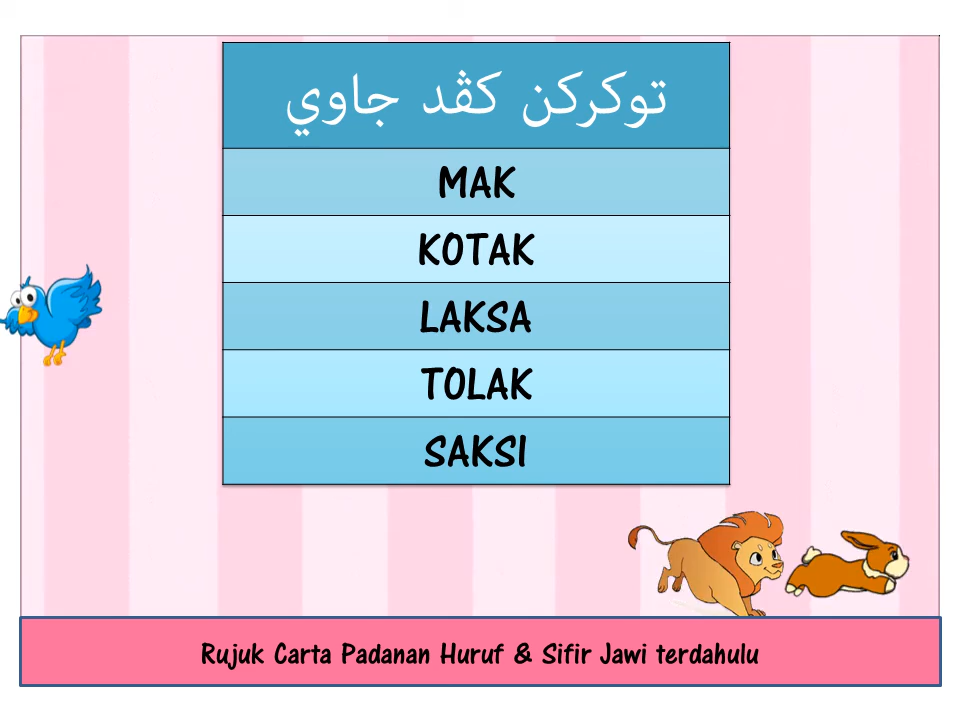 توكركن كڤد جاوي
MAK
KOTAK
LAKSA
TOLAK
SAKSI
Rujuk Carta Padanan Huruf & Sifir Jawi terdahulu